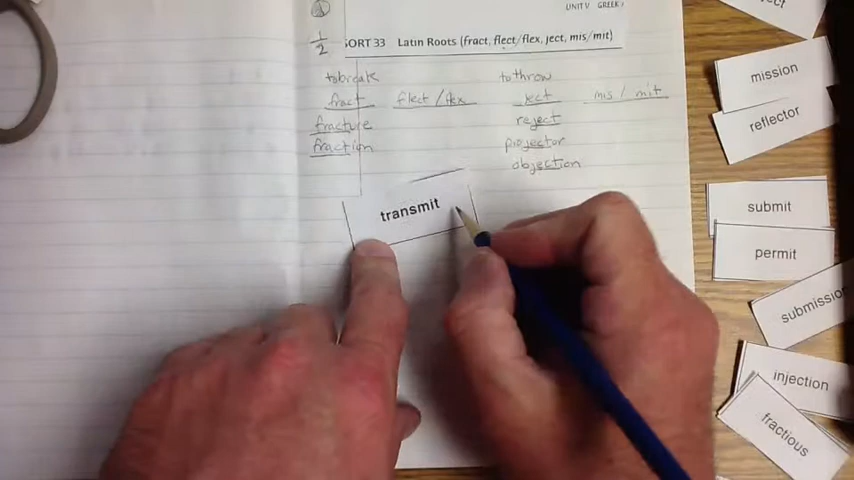 UNIT V GREEK
1/2 SORT 33 Latin Roots (fract, flect/flex, ject, mis/mit)
to break to throw
fract flect/flex ject mis/mit
fracture reject
fraction projector
objection
transmit
ject
mission
reflector
submit
permit
submission
injection
fractious